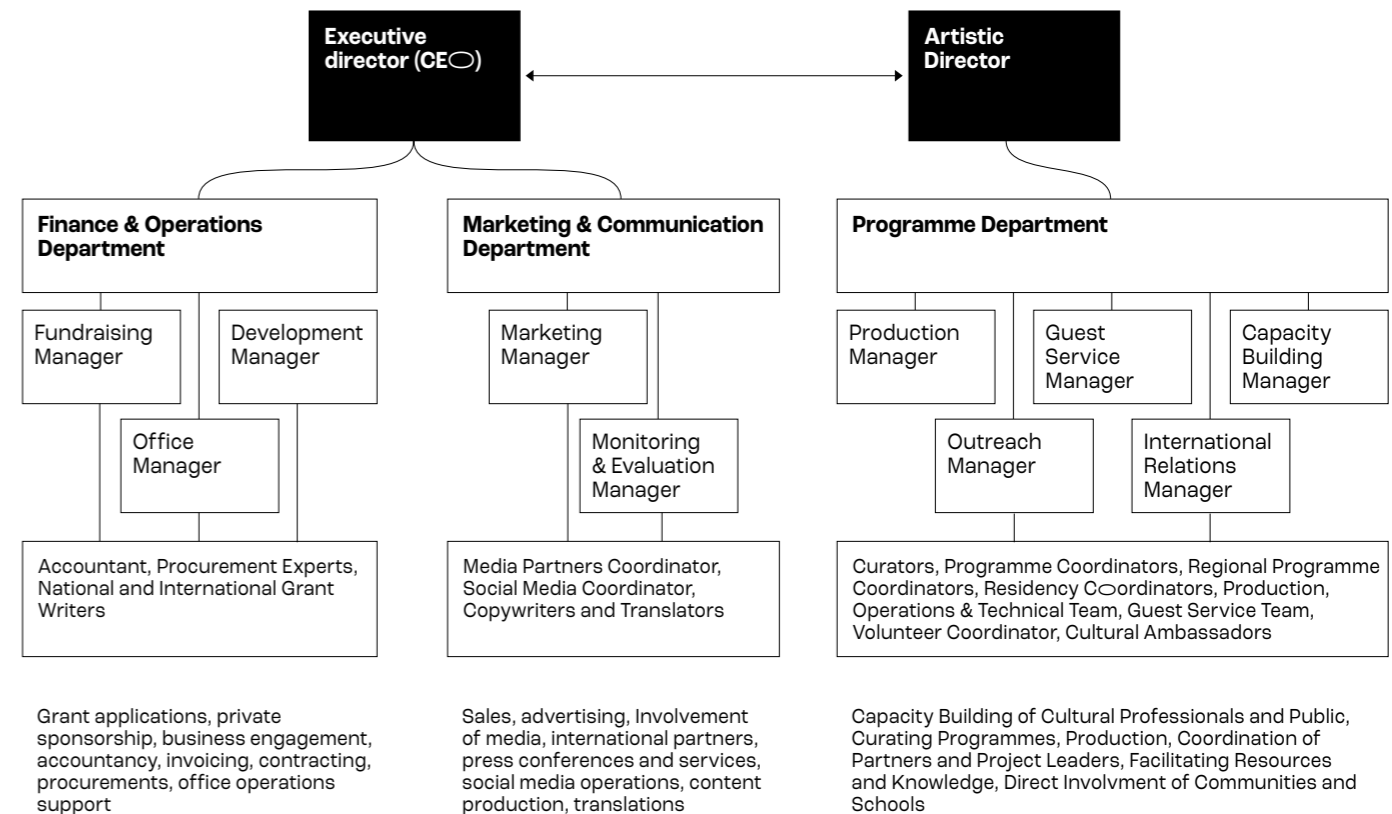 Executive
director (CEO)
Artistic
Director
Finance & Operations
Department
Marketing & Communication
Department
Programme Department
Fundraising
Manager
Development
Manager
Marketing
Manager
Production
Manager
Guest
Service
Manager
Capacity
Building
Manager
Office
Manager
Monitoring
& Evaluation
Manager
Outreach
Manager
International
Relations
Manager
Accountant, Procurement Experts,
National and International Grant
Writers
Media Partners Coordinator,
Social Media Coordinator,
Copywriters and Translators
Curators, Programme Coordinators, Regional Programme
Coordinators, Residency Coordinators, Production,
Operations & Technical Team, Guest Service Team,
Volunteer Coordinator, Cultural Ambassadors
Grant applications, private
sponsorship, business engagement,
accountancy, invoicing, contracting,
procurements, office operations
support
Sales, advertising, Involvement
of media, international partners,
press conferences and services,
social media operations, content
production, translations
Capacity Building of Cultural Professionals and Public,
Curating Programmes, Production, Coordination of
Partners and Project Leaders, Facilitating Resources
and Knowledge, Direct Involvment of Communities and
Schools